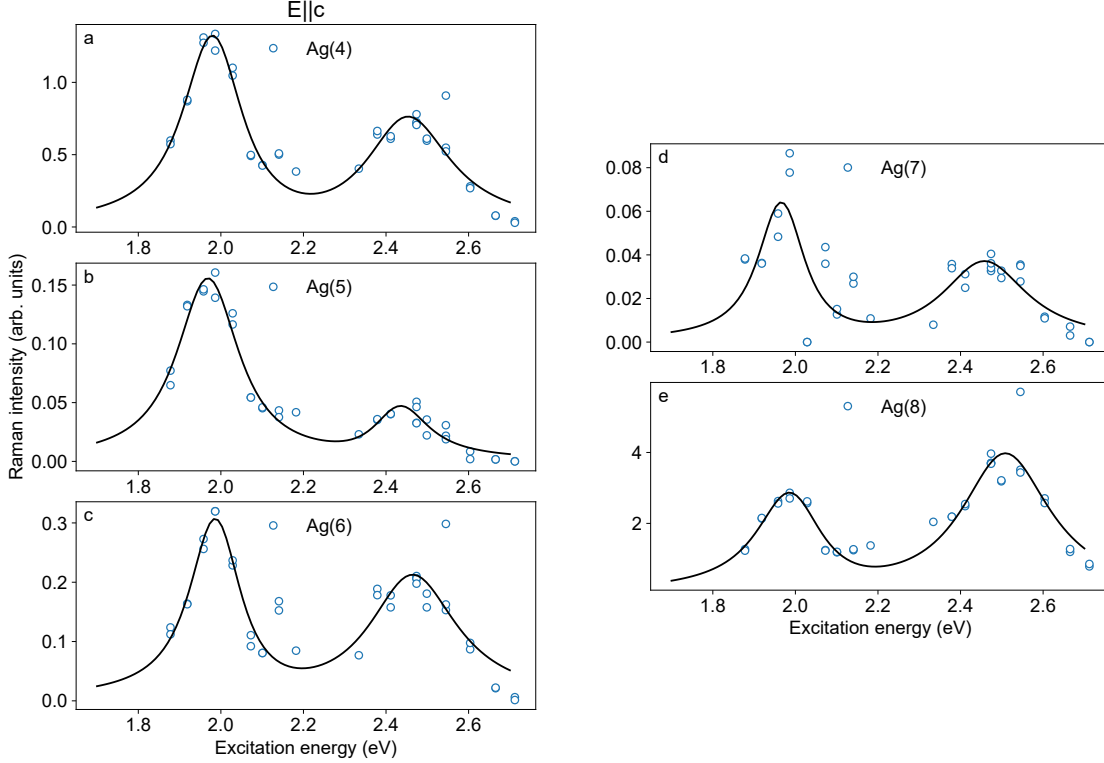 E||c
a
Ag(4)
1.0
0.5
0.0
1.8 2.0 2.2 2.4 2.6
b
Ag(5)
0.15
0.10
0.05
0.00
1.8 2.0 2.2 2.4 2.6
c
Ag(6)
0.3
0.2
0.1
0.0
1.8 2.0 2.2 2.4 2.6
Excitation energy (eV)
Raman intensity (arb. units)
d
Ag(7)
0.08
0.06
0.04
0.02
0.00
1.8 2.0 2.2 2.4 2.6
e
Ag(8)
4
2
1.8 2.0 2.2 2.4 2.6
Excitation energy (eV)